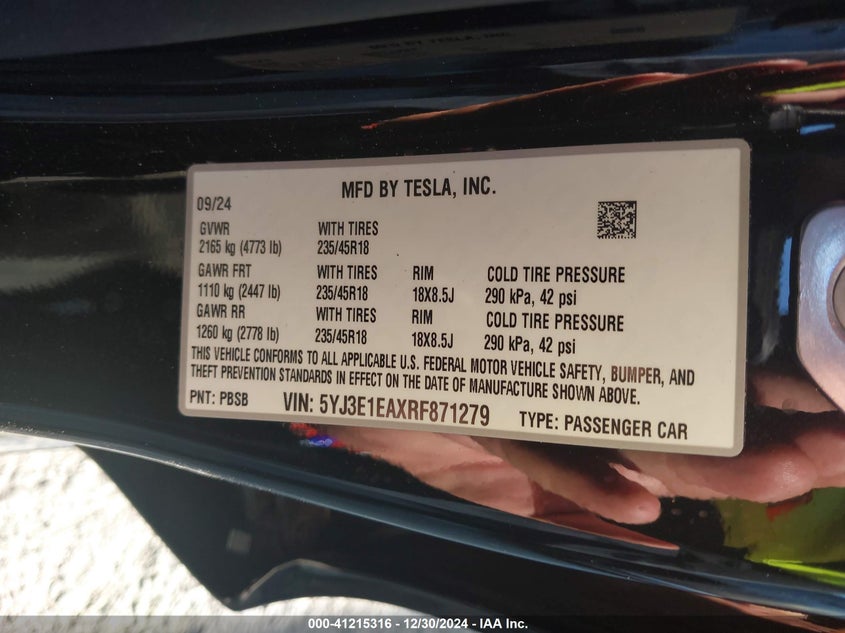 MFD BY TESLA, INC.
09/24
GVWR WITH TIRES
2165 kg (4773 lb) 235/45R18
GAWR FRT WITH TIRES RIM COLD TIRE PRESSURE
1110 kg (2447 lb) 235/45R18 18X8.5J 290 kPa, 42 psi
GAWR RR WITH TIRES RIM COLD TIRE PRESSURE
1260 kg (2778 lb) 235/45R18 18X8.5J 290 kPa, 42 psi
THIS VEHICLE CONFORMS TO ALL APPLICABLE U.S. FEDERAL MOTOR VEHICLE SAFETY, BUMPER, AND
THEFT PREVENTION STANDARDS IN EFFECT ON THE DATE OF MANUFACTURE SHOWN ABOVE.
PNT: PBSB VIN: 5YJ3E1EAXRF871279 TYPE: PASSENGER CAR
000-41215316 - 12/30/2024 - IAA Inc.